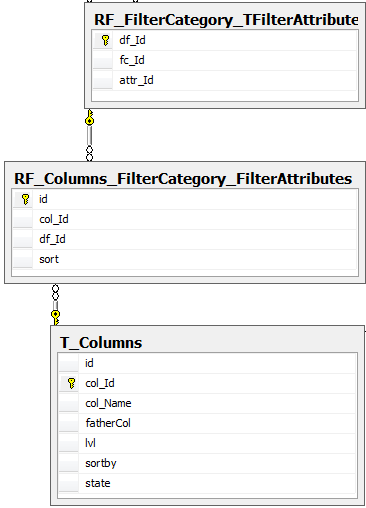 RF_FilterCategory_TFilterAttribute
df_Id
fc_Id
attr_Id
RF_Columns_FilterCategory_FilterAttributes
id
col_Id
df_Id
sort
T_Columns
id
col_Id
col_Name
fatherCol
lvl
sortby
state